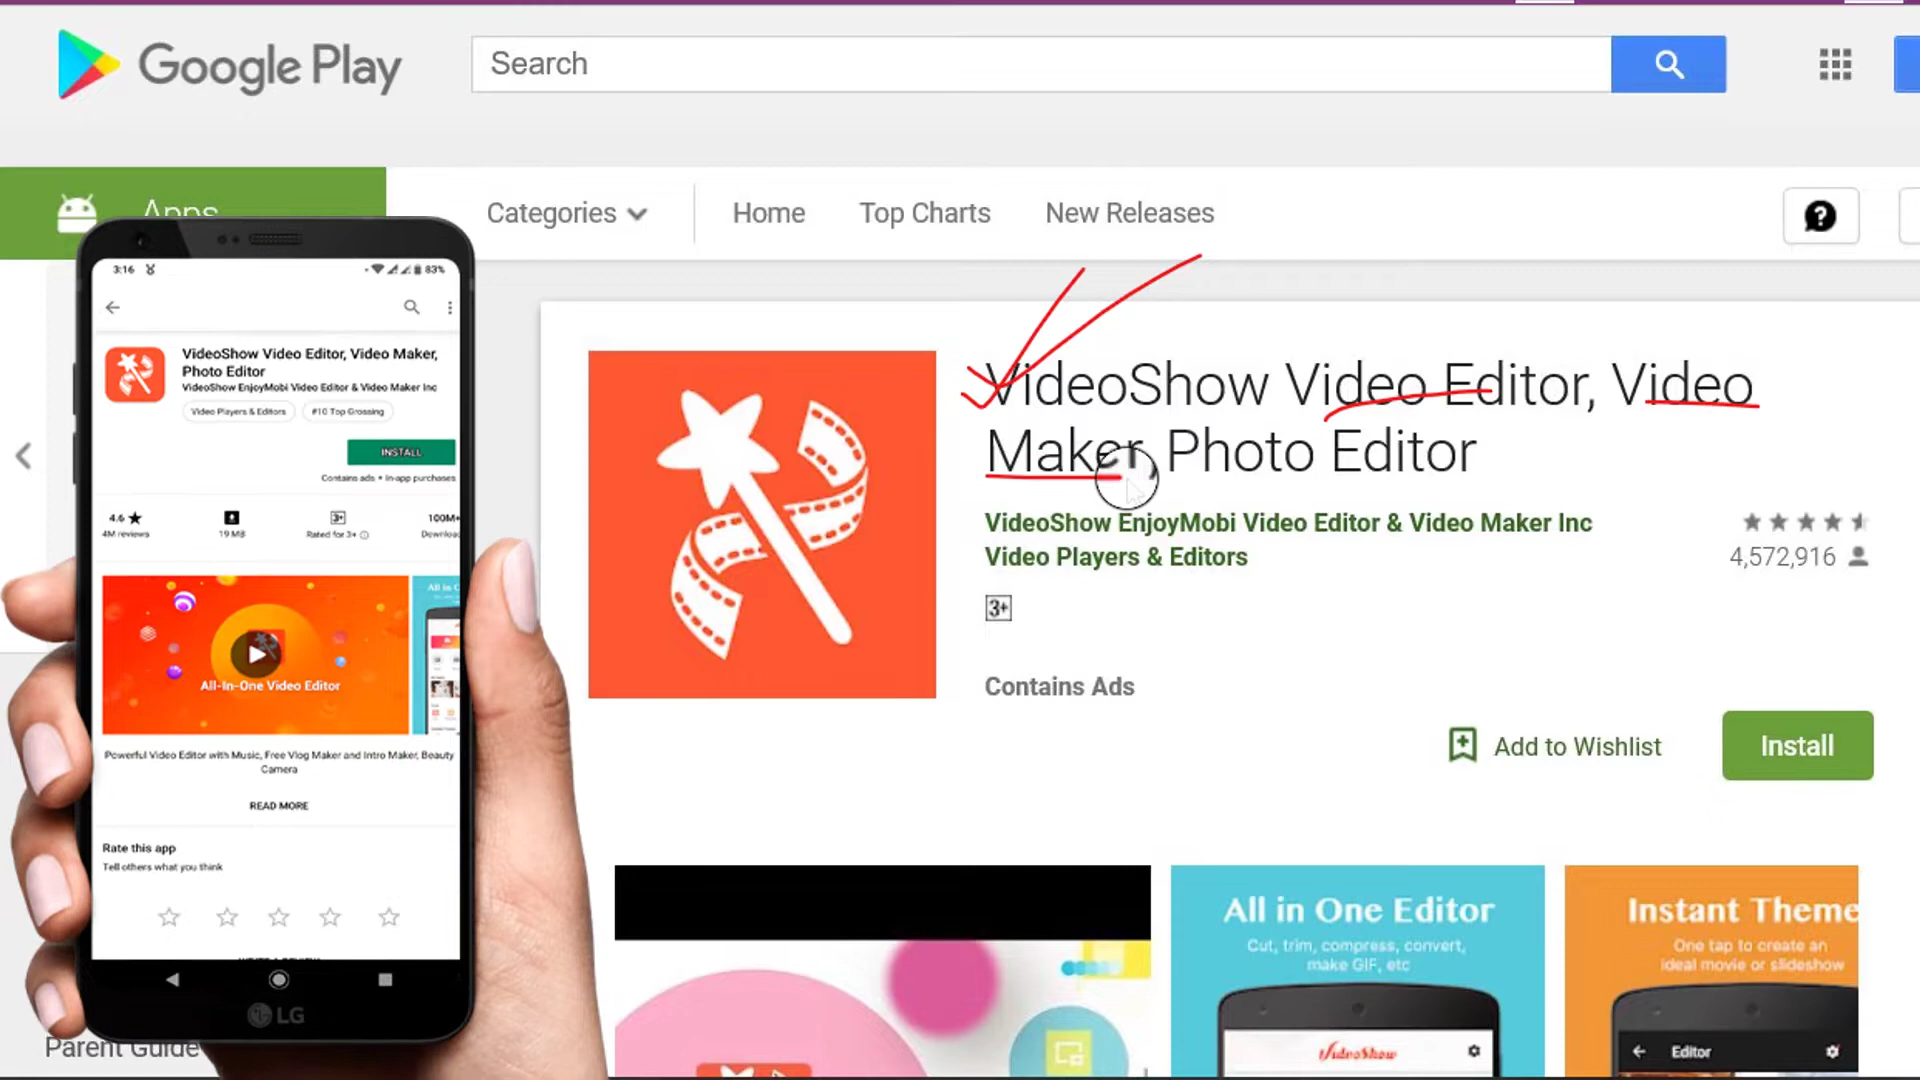 Google Play
Search
Apps
Categories
Home
Top Charts
New Releases
3:16
83%
VideoShow Video Editor, Video Maker,
Photo Editor
VideoShow EnjoyMobi Video Editor & Video Maker Inc
Video Players & Editors
#10 Top Grossing
INSTALL
Contains ads • In-app purchases
4.6 ★
4M reviews
19 MB
3+
Rated for 3+
100M+
All-In-One Video Editor
Powerful Video Editor with Music, Free Vlog Maker and Intro Maker, Beauty
Camera
READ MORE
Rate this app
Tell others what you think
LG
Parent Guide
VideoShow Video Editor, Video
Maker, Photo Editor
VideoShow EnjoyMobi Video Editor & Video Maker Inc
Video Players & Editors
4,572,916
3+
Contains Ads
Add to Wishlist
Install
All in One Editor
Cut, trim, compress, convert,
make GIF, etc
VideoShow
Instant Theme
One tap to create an
ideal movie or slideshow
Editor